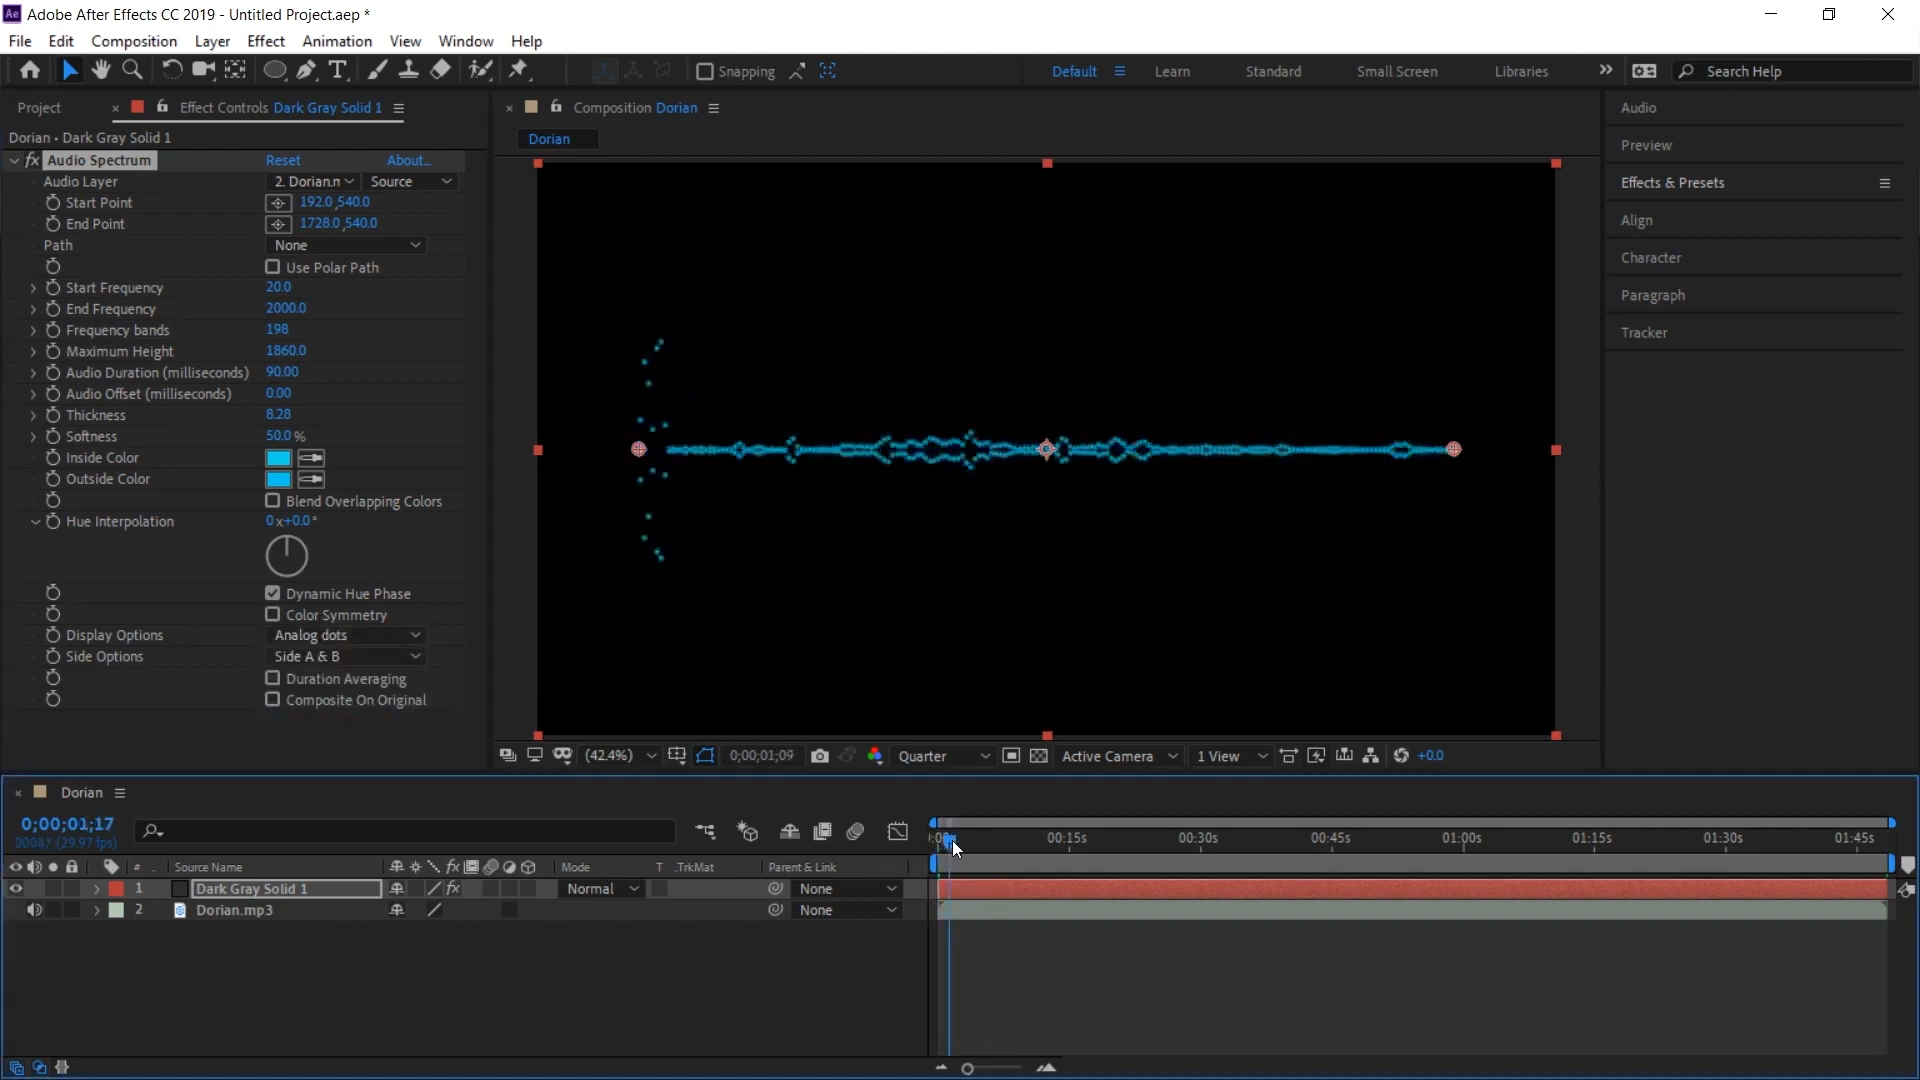 Adobe After Effects CC 2019 - Untitled Project.aep *
File Edit Composition Layer Effect Animation View Window Help
Snapping Default Learn Standard Small Screen Libraries Search Help
Project Effect Controls Dark Gray Solid 1
Composition Dorian
Dorian
Dorian • Dark Gray Solid 1
fx Audio Spectrum Reset About...
Audio Layer 2. Dorian.n Source
Start Point 192.0,540.0
End Point 1728.0,540.0
Path None
Use Polar Path
Start Frequency 20.0
End Frequency 2000.0
Frequency bands 198
Maximum Height 1860.0
Audio Duration (milliseconds) 90.00
Audio Offset (milliseconds) 0.00
Thickness 8.28
Softness 50.0 %
Inside Color
Outside Color
Blend Overlapping Colors
Hue Interpolation 0x+0.0°
Dynamic Hue Phase
Color Symmetry
Display Options Analog dots
Side Options Side A & B
Duration Averaging
Composite On Original
Audio
Preview
Effects & Presets
Align
Character
Paragraph
Tracker
(42.4%) 0;00;01;09 Quarter Active Camera 1 View +0.0
Dorian
0;00;01;17
00047 (29.97 fps)
00:15s 00:30s 00:45s 01:00s 01:15s 01:30s 01:45s
# Source Name fx Mode T .TrkMat Parent & Link
1 Dark Gray Solid 1 fx Normal None
2 Dorian.mp3 None